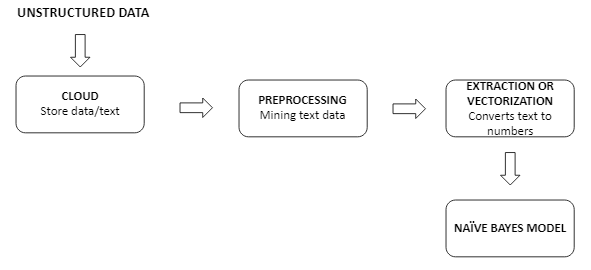 UNSTRUCTURED DATA
CLOUD
Store data/text
PREPROCESSING
Mining text data
EXTRACTION OR
VECTORIZATION
Converts text to
numbers
NAÏVE BAYES MODEL